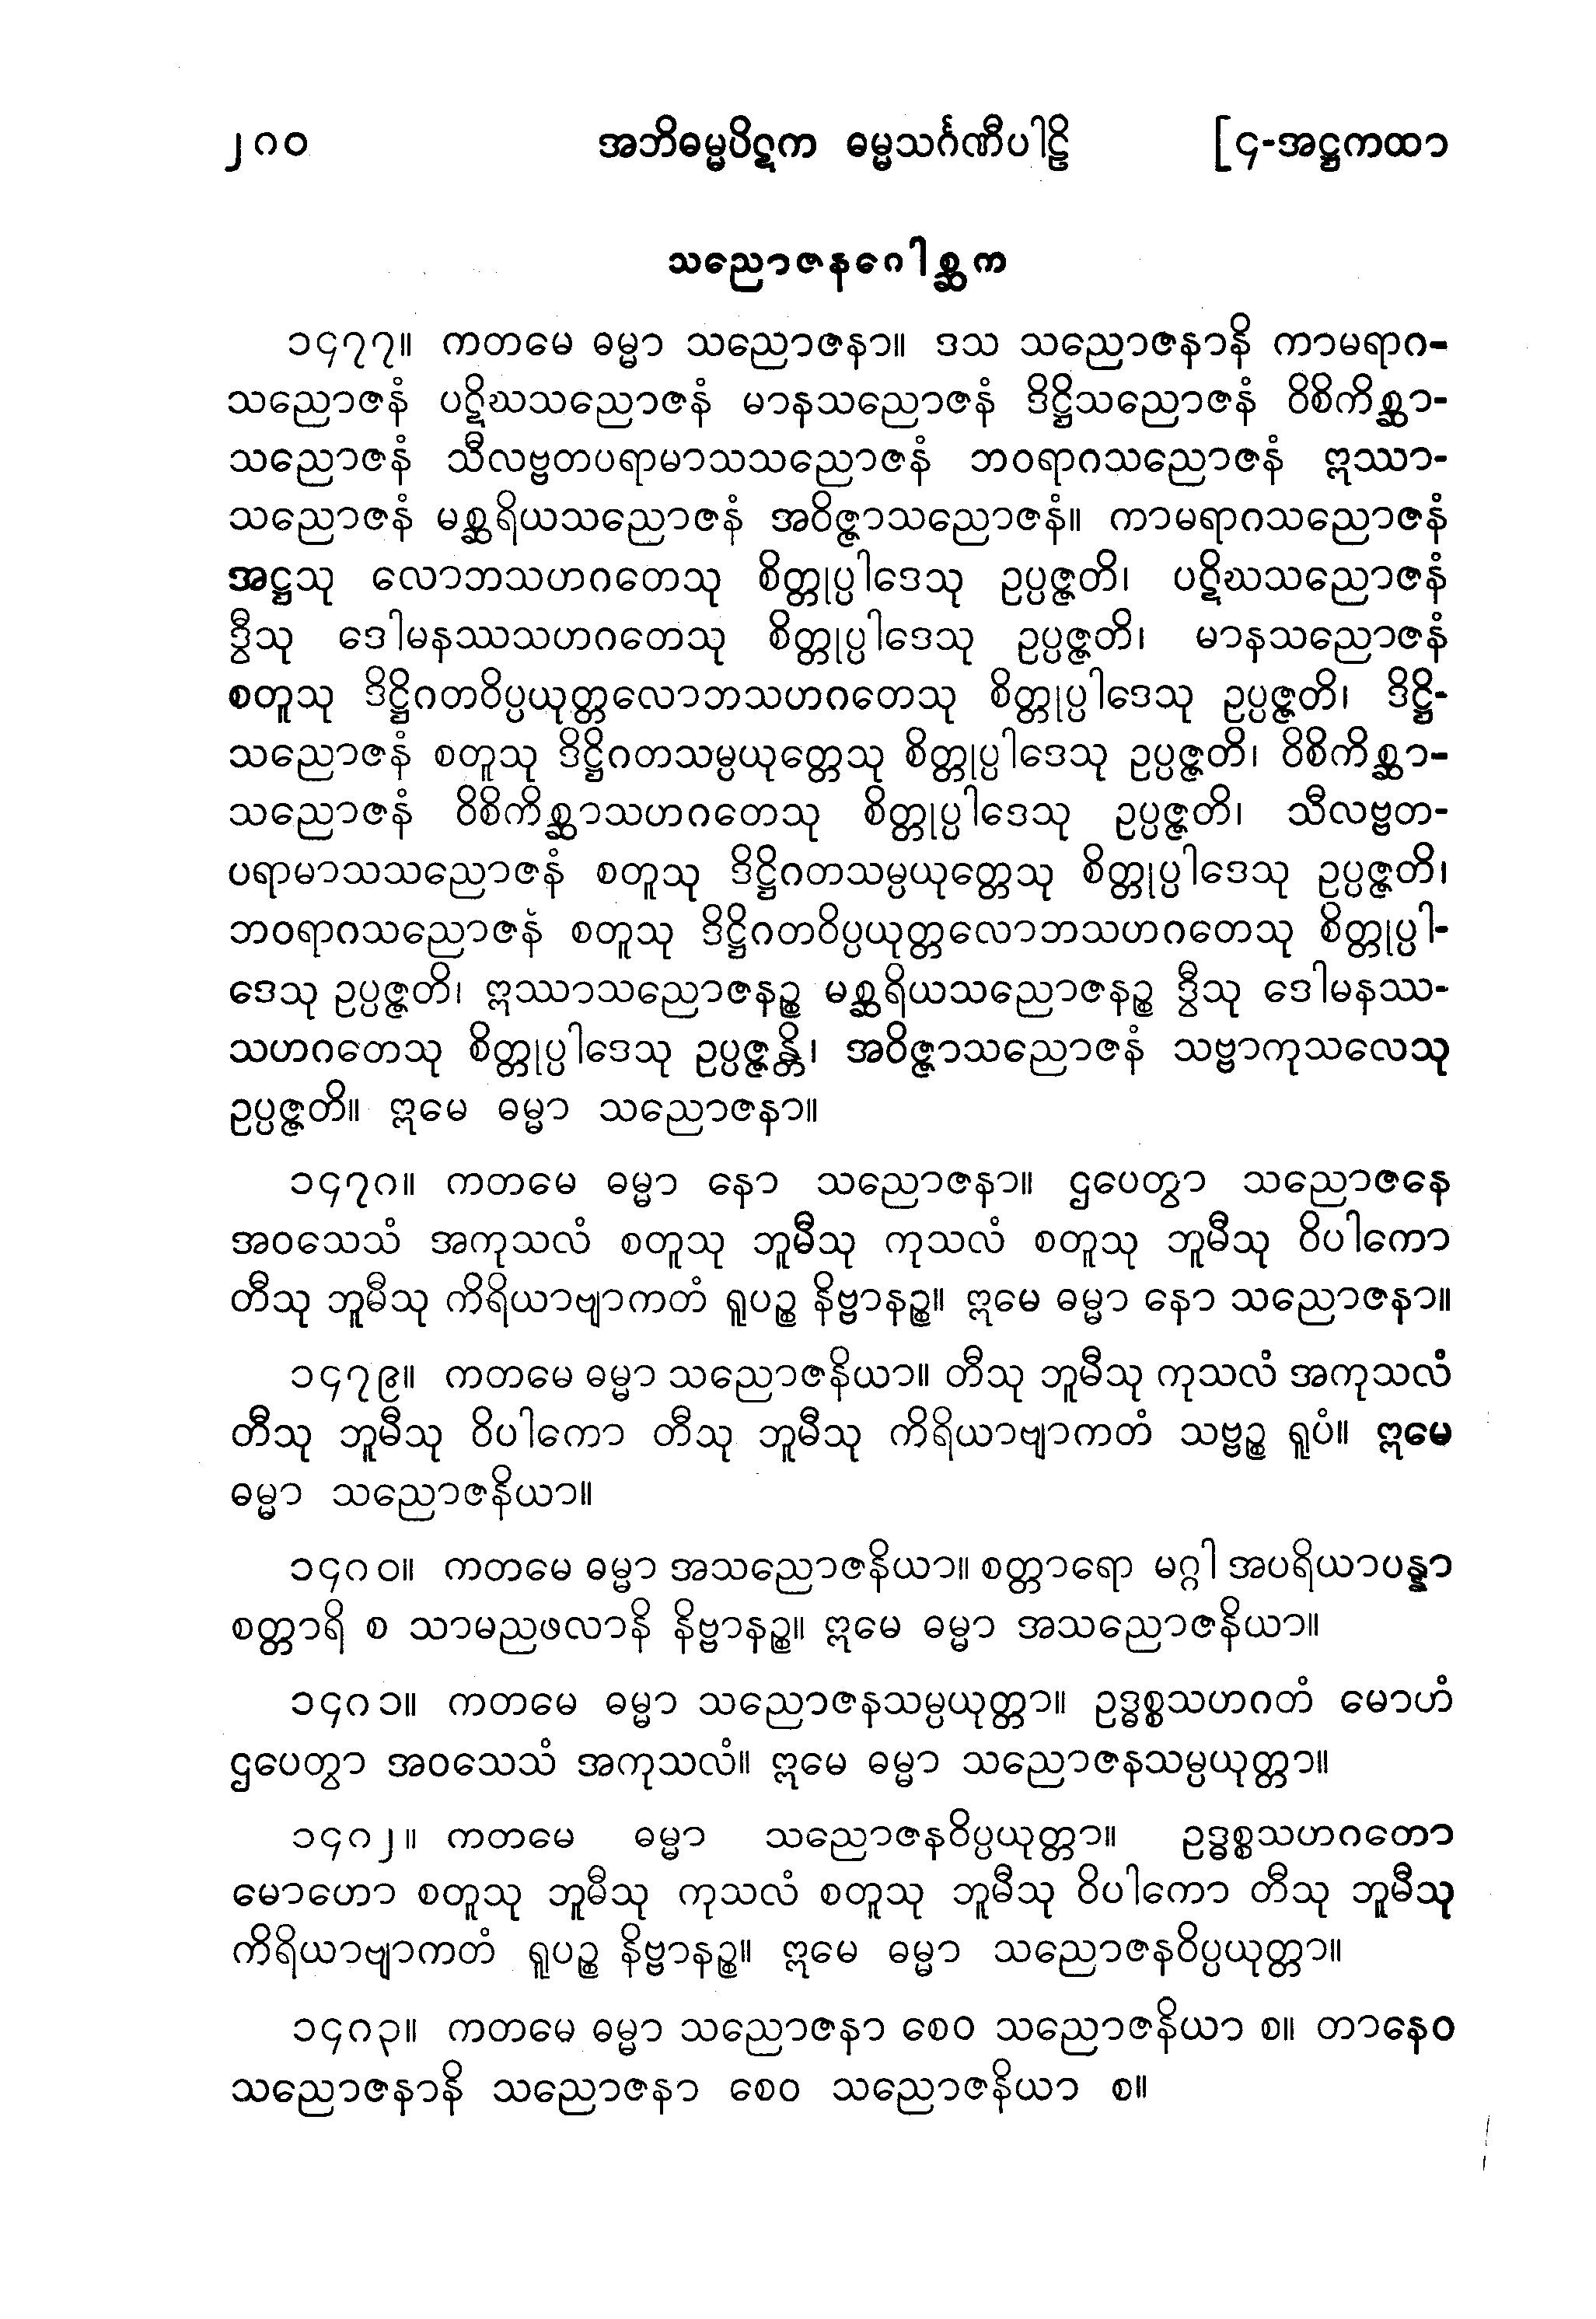 ၂၈၀ အဘိဓမ္မပိဋက ဓမ္မသင်္ဂဏီပါဠိ [၄-အဋ္ဌကထာ
သညောဇနဂေါစ္ဆက
၁၄၇၇။ ကတမေ ဓမ္မာ သညောဇနာ။ ဒသ သညောဇနာနိ ကာမရာဂ-
သညောဇနံ ပဋိဃသညောဇနံ မာနသညောဇနံ ဒိဋ္ဌိသညောဇနံ ဝိစိကိစ္ဆာ-
သညောဇနံ သီလဗ္ဗတပရာမာသသညောဇနံ ဘဝရာဂသညောဇနံ ဣဿာ-
သညောဇနံ မစ္ဆရိယသညောဇနံ အဝိဇ္ဇာသညောဇနံ။ ကာမရာဂသညောဇနံ
အဋ္ဌသု လောဘသဟဂတေသု စိတ္တုပ္ပါဒေသု ဥပ္ပဇ္ဇတိ၊ ပဋိဃသညောဇနံ
ဒွီသု ဒေါမနဿသဟဂတေသု စိတ္တုပ္ပါဒေသု ဥပ္ပဇ္ဇတိ၊ မာနသညောဇနံ
စတူသု ဒိဋ္ဌိဂတဝိပ္ပယုတ္တလောဘသဟဂတေသု စိတ္တုပ္ပါဒေသု ဥပ္ပဇ္ဇတိ၊ ဒိဋ္ဌိ-
သညောဇနံ စတူသု ဒိဋ္ဌိဂတသမ္ပယုတ္တေသု စိတ္တုပ္ပါဒေသု ဥပ္ပဇ္ဇတိ၊ ဝိစိကိစ္ဆာ-
သညောဇနံ ဝိစိကိစ္ဆာသဟဂတေသု စိတ္တုပ္ပါဒေသု ဥပ္ပဇ္ဇတိ၊ သီလဗ္ဗတ-
ပရာမာသသညောဇနံ စတူသု ဒိဋ္ဌိဂတသမ္ပယုတ္တေသု စိတ္တုပ္ပါဒေသု ဥပ္ပဇ္ဇတိ၊
ဘဝရာဂသညောဇနံ စတူသု ဒိဋ္ဌိဂတဝိပ္ပယုတ္တလောဘသဟဂတေသု စိတ္တုပ္ပါ-
ဒေသု ဥပ္ပဇ္ဇတိ၊ ဣဿာသညောဇနဉ္စ မစ္ဆရိယသညောဇနဉ္စ ဒွီသု ဒေါမနဿ-
သဟဂတေသု စိတ္တုပ္ပါဒေသု ဥပ္ပဇ္ဇန္တိ၊ အဝိဇ္ဇာသညောဇနံ သဗ္ဗာကုသလေသု
ဥပ္ပဇ္ဇတိ။ ဣမေ ဓမ္မာ သညောဇနာ။
၁၄၇၈။ ကတမေ ဓမ္မာ နော သညောဇနာ။ ဌပေတွာ သညောဇနေ
အဝသေသံ အကုသလံ စတူသု ဘူမီသု ကုသလံ စတူသု ဘူမီသု ဝိပါကော
တီသု ဘူမီသု ကိရိယာဗျာကတံ ရူပဉ္စ နိဗ္ဗာနဉ္စ။ ဣမေ ဓမ္မာ နော သညောဇနာ။
၁၄၇၉။ ကတမေ ဓမ္မာ သညောဇနိယာ။ တီသု ဘူမီသု ကုသလံ အကုသလံ
တီသု ဘူမီသု ဝိပါကော တီသု ဘူမီသု ကိရိယာဗျာကတံ သဗ္ဗဉ္စ ရူပံ။ ဣမေ
ဓမ္မာ သညောဇနိယာ။
၁၄၈၀။ ကတမေ ဓမ္မာ အသညောဇနိယာ။ စတ္တာရော မဂ္ဂါ အပရိယာပန္နာ
စတ္တာရိ စ သာမညဖလာနိ နိဗ္ဗာနဉ္စ။ ဣမေ ဓမ္မာ အသညောဇနိယာ။
၁၄၈၁။ ကတမေ ဓမ္မာ သညောဇနသမ္ပယုတ္တာ။ ဥဒ္ဓစ္စသဟဂတံ မောဟံ
ဌပေတွာ အဝသေသံ အကုသလံ။ ဣမေ ဓမ္မာ သညောဇနသမ္ပယုတ္တာ။
၁၄၈၂။ ကတမေ ဓမ္မာ သညောဇနဝိပ္ပယုတ္တာ။ ဥဒ္ဓစ္စသဟဂတော
မောဟော စတူသု ဘူမီသု ကုသလံ စတူသု ဘူမီသု ဝိပါကော တီသု ဘူမီသု
ကိရိယာဗျာကတံ ရူပဉ္စ နိဗ္ဗာနဉ္စ။ ဣမေ ဓမ္မာ သညောဇနဝိပ္ပယုတ္တာ။
၁၄၈၃။ ကတမေ ဓမ္မာ သညောဇနာ စေဝ သညောဇနိယာ စ။ တာနေဝ
သညောဇနာနိ သညောဇနာ စေဝ သညောဇနိယာ စ။